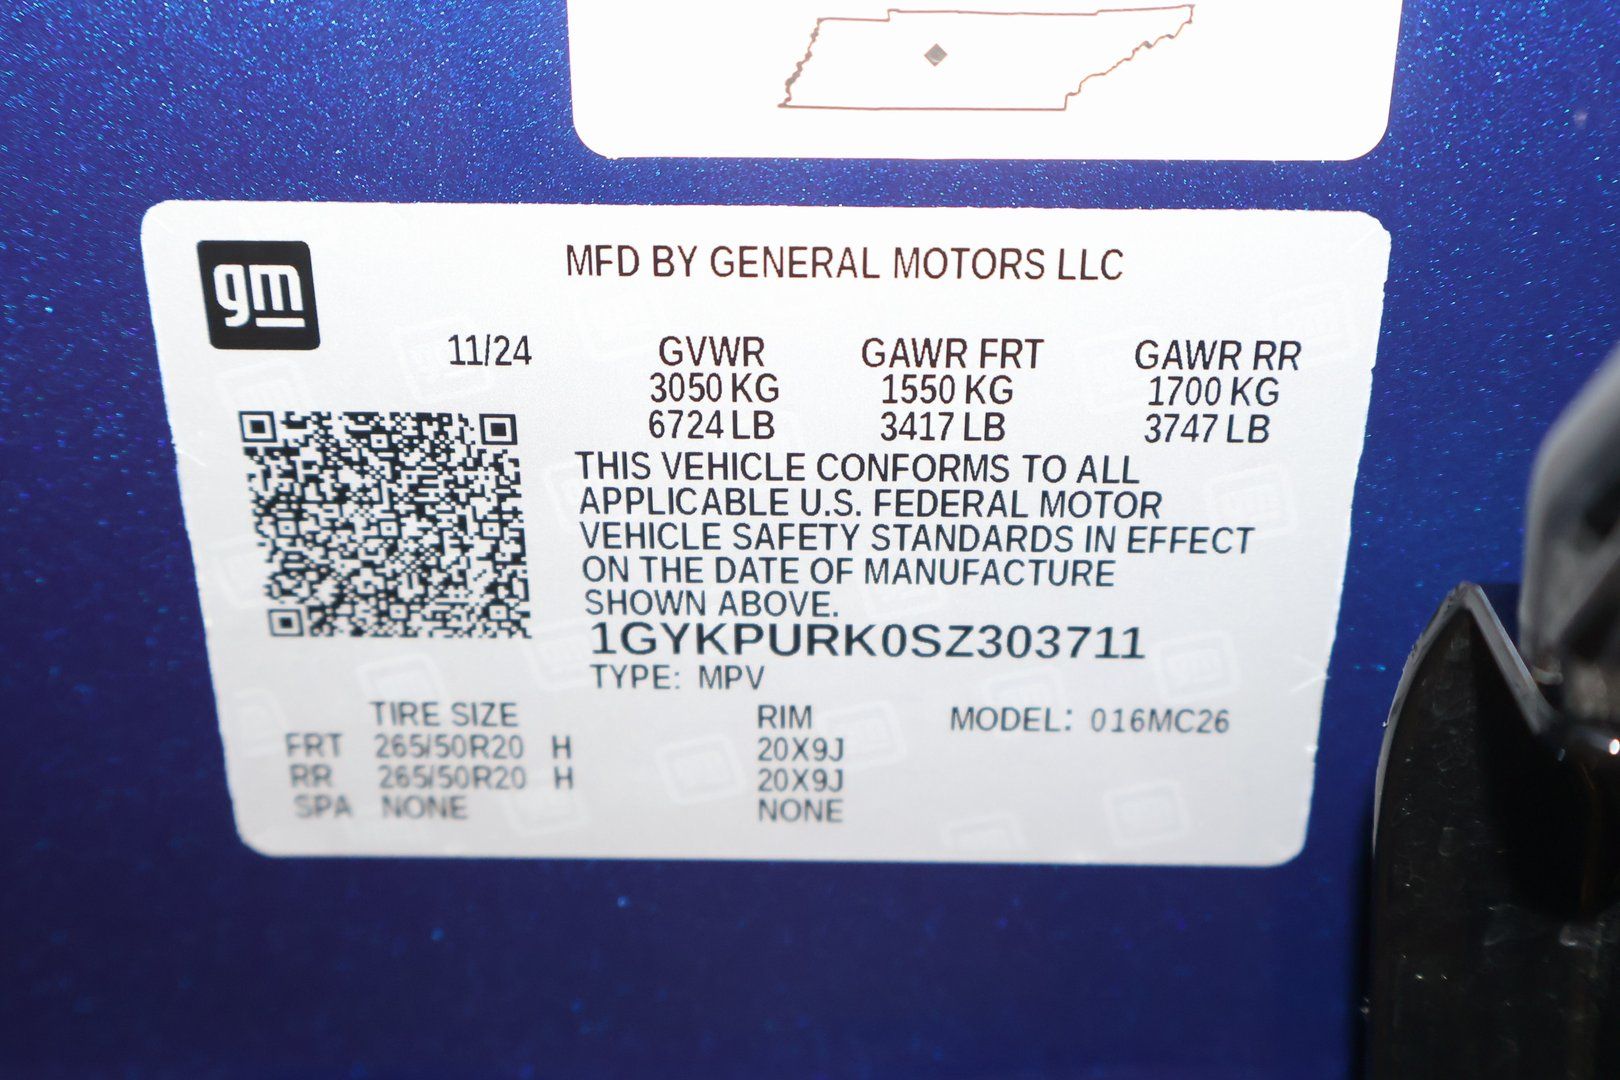 gm
MFD BY GENERAL MOTORS LLC
11/24 GVWR GAWR FRT GAWR RR
3050 KG 1550 KG 1700 KG
6724 LB 3417 LB 3747 LB
THIS VEHICLE CONFORMS TO ALL
APPLICABLE U.S. FEDERAL MOTOR
VEHICLE SAFETY STANDARDS IN EFFECT
ON THE DATE OF MANUFACTURE
SHOWN ABOVE.
1GYKPURK0SZ303711
TYPE: MPV
TIRE SIZE RIM MODEL: 016MC26
FRT 265/50R20 H 20X9J
RR 265/50R20 H 20X9J
SPA NONE NONE